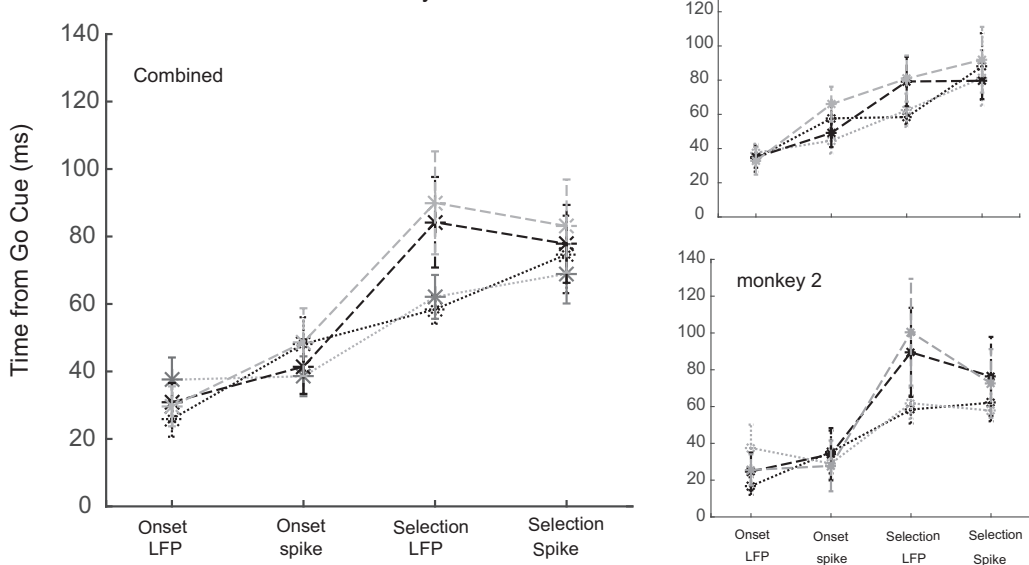 140
120
100
80
60
40
20
0
Time from Go Cue (ms)
Combined
Onset
LFP
Onset
spike
Selection
LFP
Selection
Spike
120
100
80
60
40
20
0
140
120
100
80
60
40
20
0
monkey 2
Onset
LFP
Onset
spike
Selection
LFP
Selection
Spike